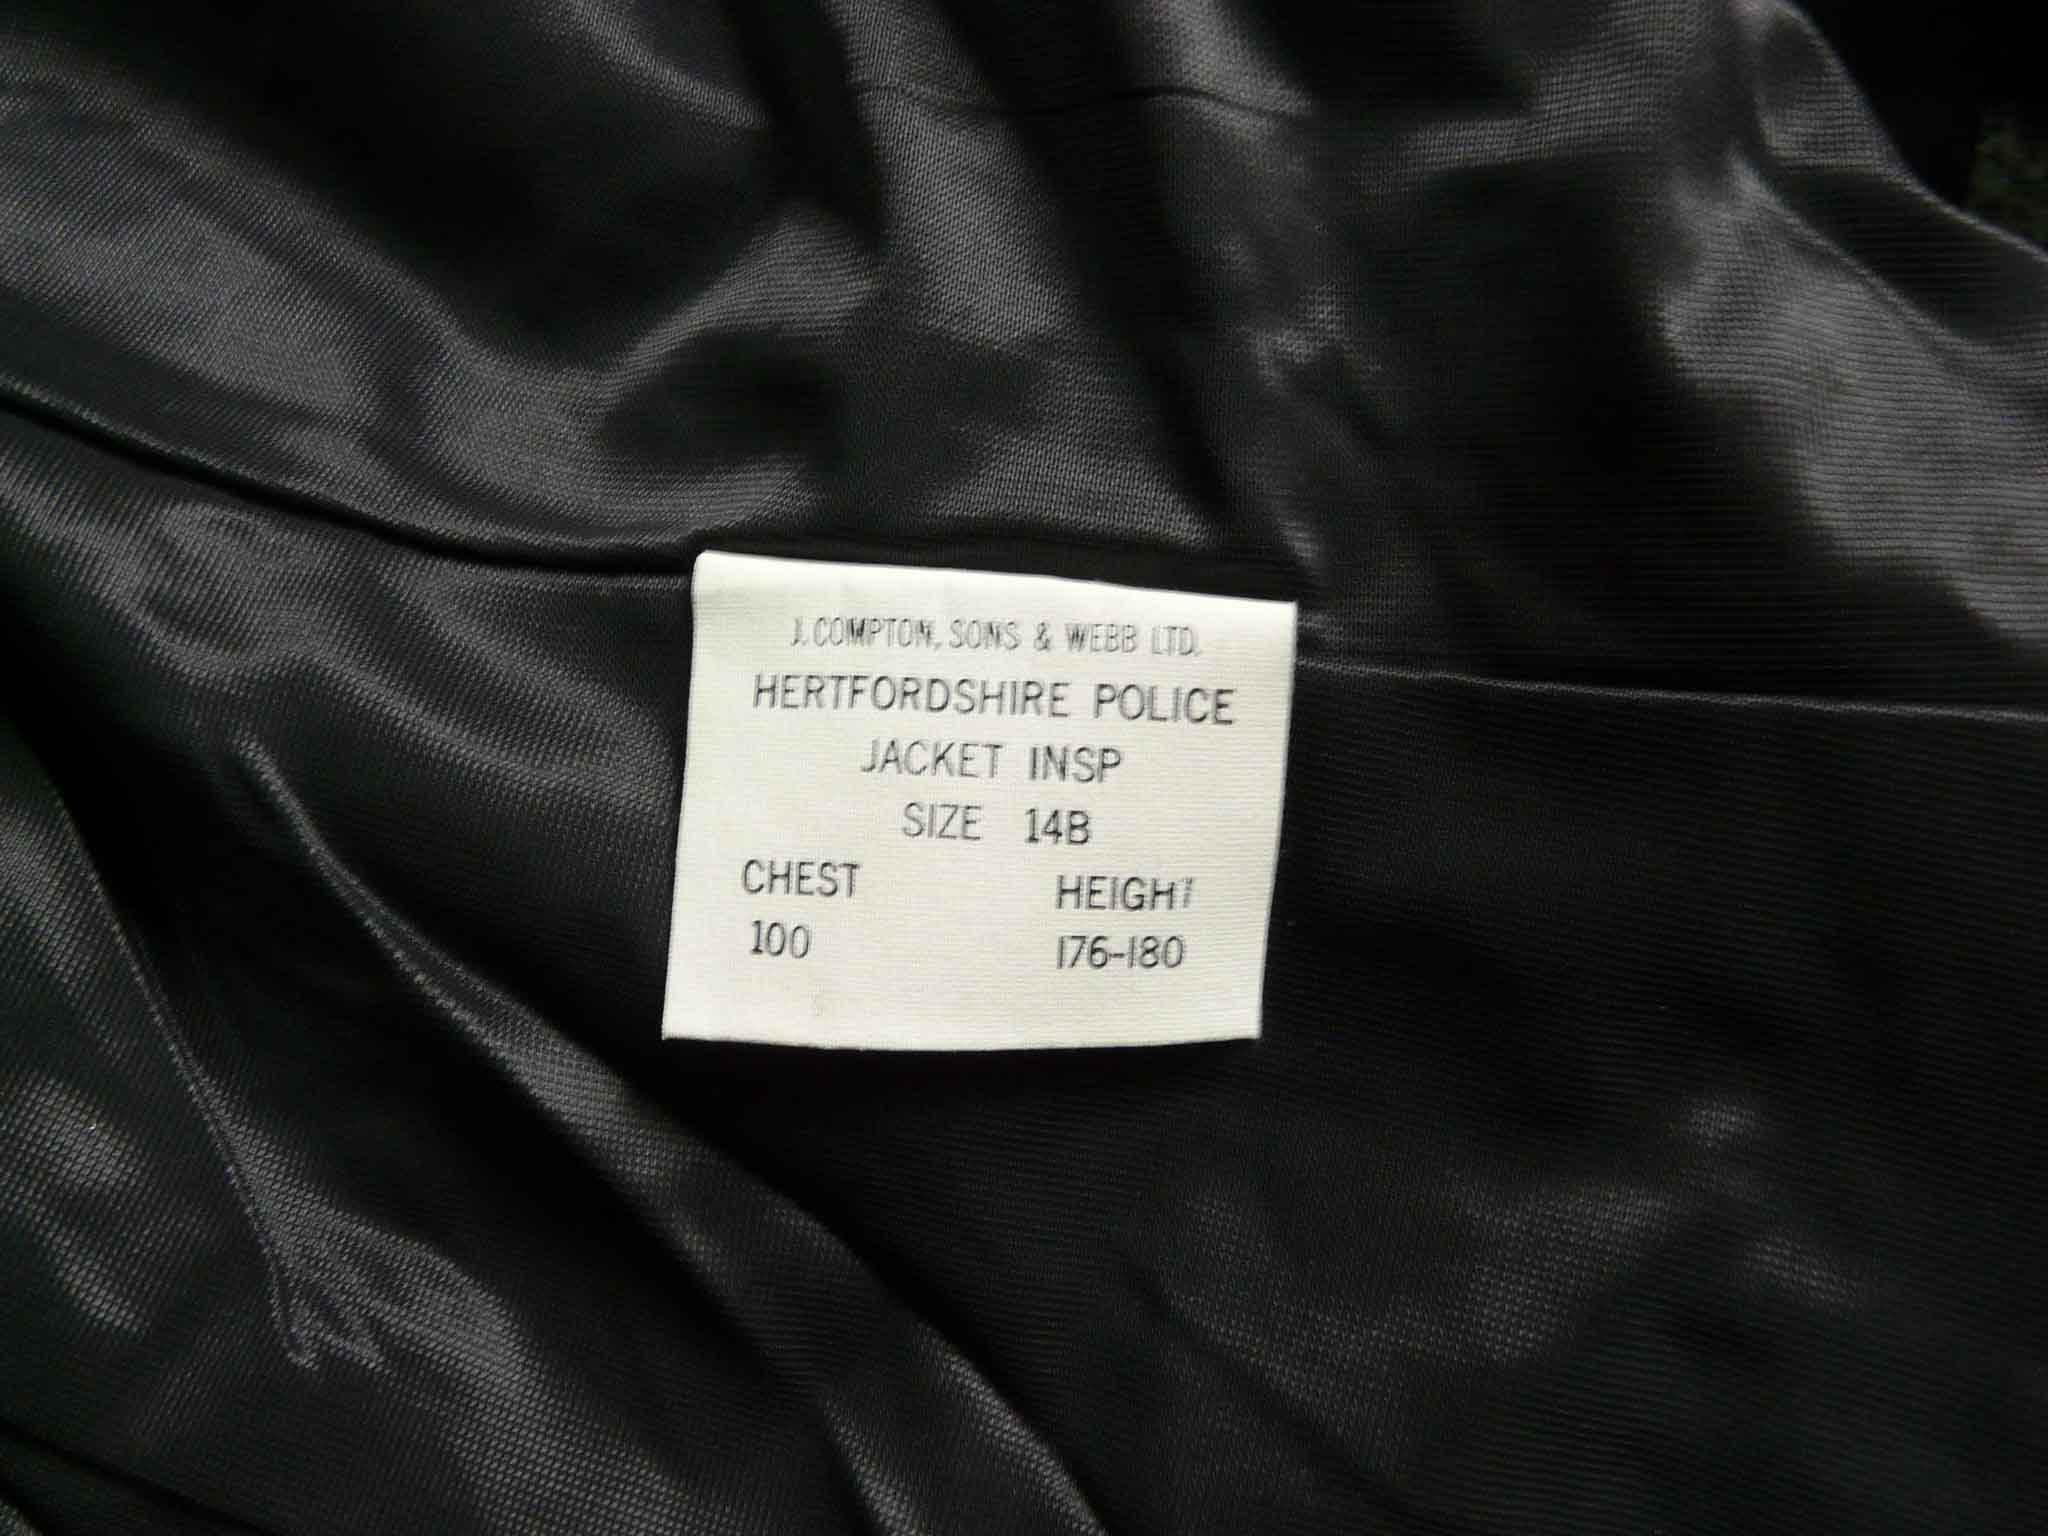 J. COMPTON, SONS & WEBB LTD.
HERTFORDSHIRE POLICE
JACKET INSP
SIZE 14B
CHEST HEIGHT
100 176-180